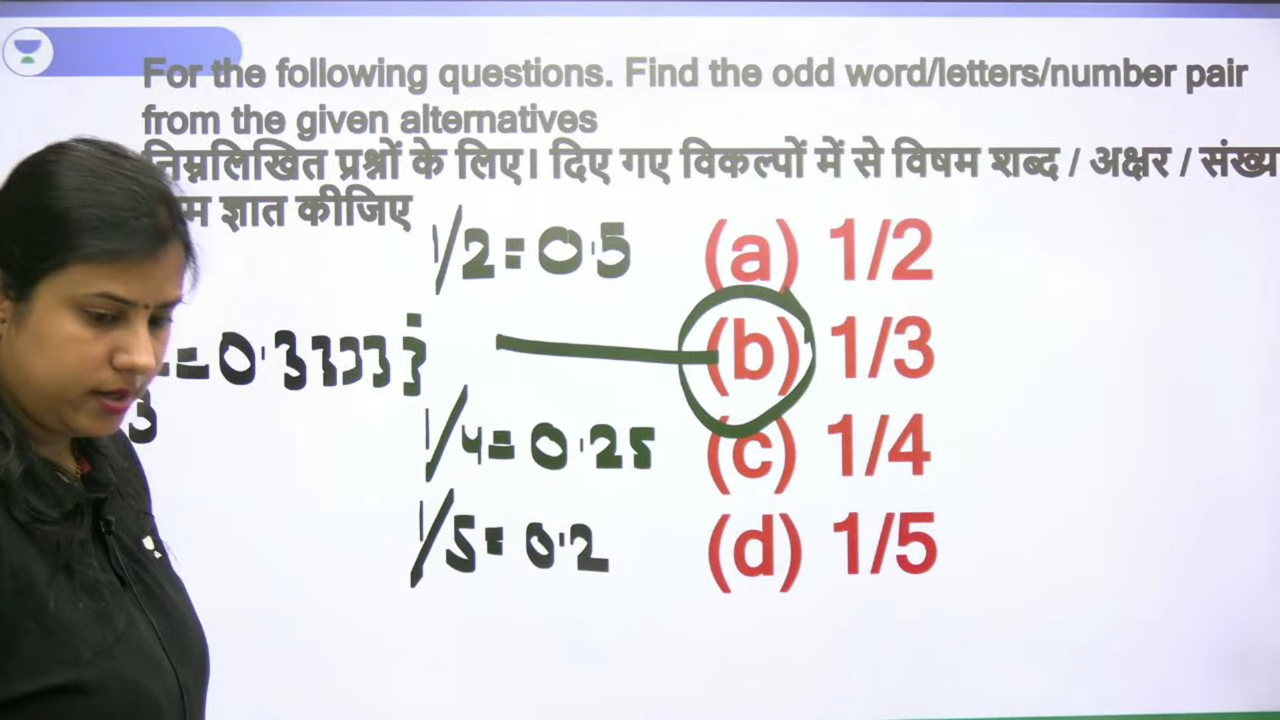 For the following questions. Find the odd word/letters/number pair
from the given alternatives
निम्नलिखित प्रश्नों के लिए। दिए गए विकल्पों में से विषम शब्द / अक्षर / संख्य
म ज्ञात कीजिए
1/2=0.5 (a) 1/2
=0.33333 (b) 1/3
3
1/4=0.25 (c) 1/4
1/5=0.2 (d) 1/5